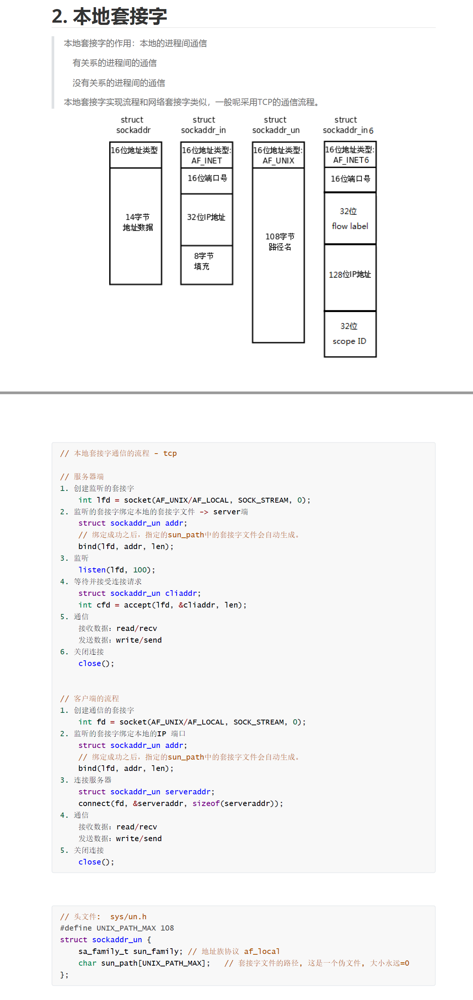 2. 本地套接字
本地套接字的作用：本地的进程间通信
有关系的进程间的通信
没有关系的进程间的通信
本地套接字实现流程和网络套接字类似，一般呢采用TCP的通信流程。
struct
sockaddr
16位地址类型
14字节
地址数据
struct
sockaddr_in
16位地址类型:
AF_INET
16位端口号
32位IP地址
8字节
填充
struct
sockaddr_un
16位地址类型:
AF_UNIX
108字节
路径名
struct
sockaddr_in6
16位地址类型:
AF_INET6
16位端口号
32位
flow label
128位IP地址
32位
scope ID
// 本地套接字通信的流程 - tcp
// 服务器端
1. 创建监听的套接字
int lfd = socket(AF_UNIX/AF_LOCAL, SOCK_STREAM, 0);
2. 监听的套接字绑定本地的套接字文件 -> server端
struct sockaddr_un addr;
// 绑定成功之后，指定的sun_path中的套接字文件会自动生成。
bind(lfd, addr, len);
3. 监听
listen(lfd, 100);
4. 等待并接受连接请求
struct sockaddr_un cliaddr;
int cfd = accept(lfd, &cliaddr, len);
5. 通信
接收数据：read/recv
发送数据：write/send
6. 关闭连接
close();
// 客户端的流程
1. 创建通信的套接字
int fd = socket(AF_UNIX/AF_LOCAL, SOCK_STREAM, 0);
2. 监听的套接字绑定本地的IP 端口
struct sockaddr_un addr;
// 绑定成功之后，指定的sun_path中的套接字文件会自动生成。
bind(lfd, addr, len);
3. 连接服务器
struct sockaddr_un serveraddr;
connect(fd, &serveraddr, sizeof(serveraddr));
4. 通信
接收数据：read/recv
发送数据：write/send
5. 关闭连接
close();
// 头文件:  sys/un.h
#define UNIX_PATH_MAX 108
struct sockaddr_un {
sa_family_t sun_family; // 地址族协议 af_local
char sun_path[UNIX_PATH_MAX];   // 套接字文件的路径, 这是一个伪文件, 大小永远=0
};